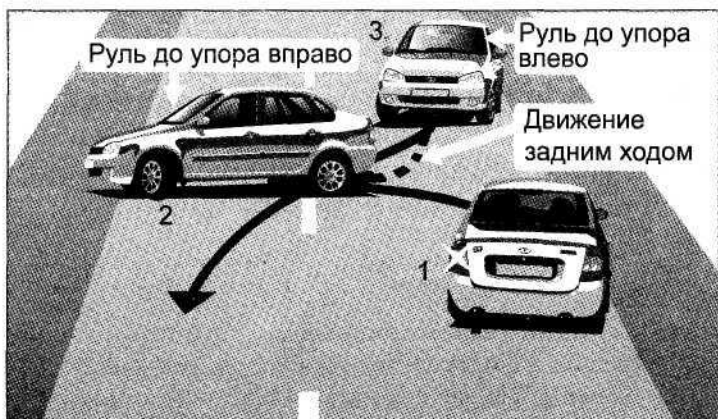 3
Руль до упора вправо
Руль до упора
влево
Движение
задним ходом
2
1